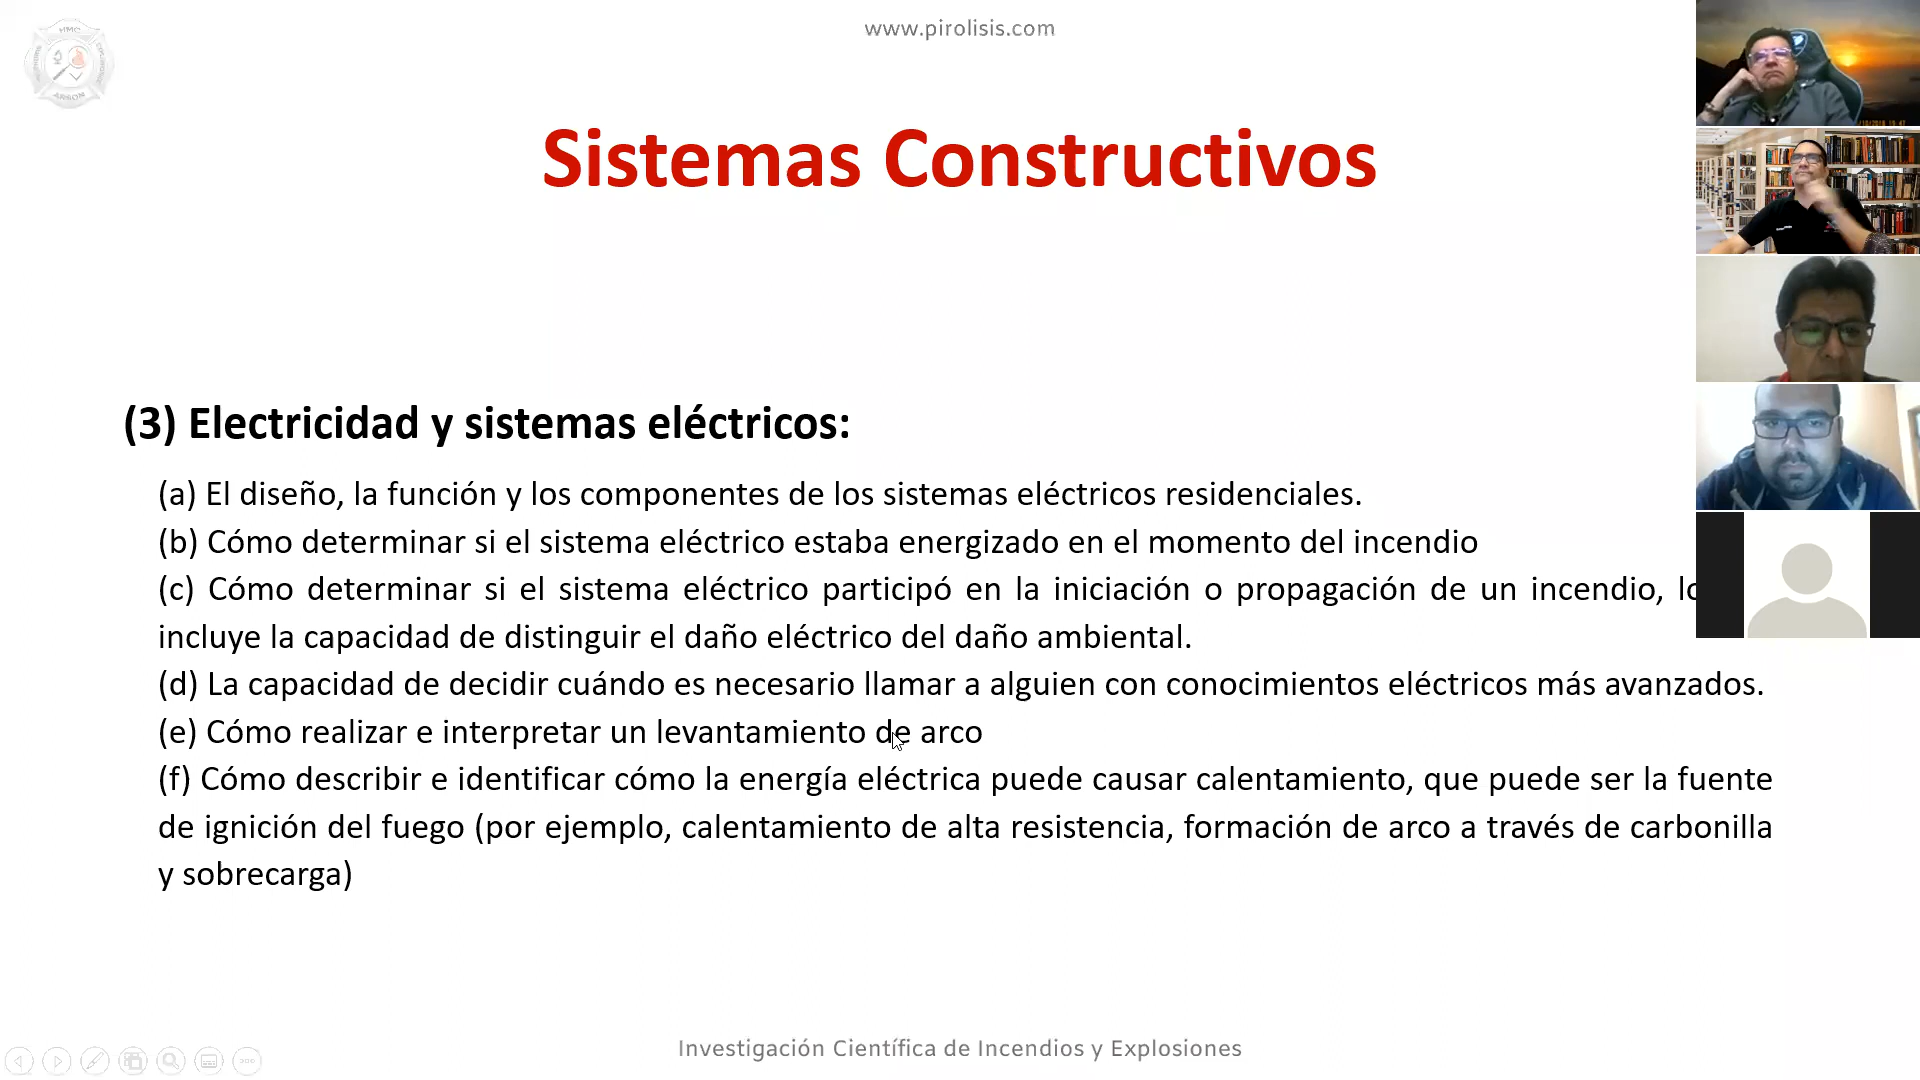 www.pirolisis.com
HMC
ARSON
Sistemas Constructivos
(3) Electricidad y sistemas eléctricos:
(a) El diseño, la función y los componentes de los sistemas eléctricos residenciales.
(b) Cómo determinar si el sistema eléctrico estaba energizado en el momento del incendio
(c) Cómo determinar si el sistema eléctrico participó en la iniciación o propagación de un incendio,
incluye la capacidad de distinguir el daño eléctrico del daño ambiental.
(d) La capacidad de decidir cuándo es necesario llamar a alguien con conocimientos eléctricos más avanzados.
(e) Cómo realizar e interpretar un levantamiento de arco
(f) Cómo describir e identificar cómo la energía eléctrica puede causar calentamiento, que puede ser la fuente
de ignición del fuego (por ejemplo, calentamiento de alta resistencia, formación de arco a través de carbonilla
y sobrecarga)
Investigación Científica de Incendios y Explosiones